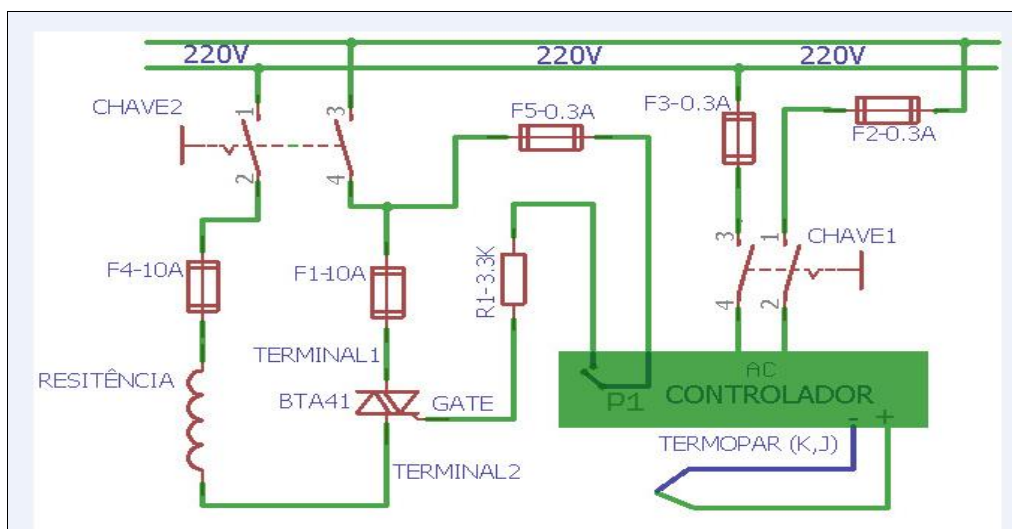 220V
220V
220V
CHAVE2
1
3
2
4
F5-0.3A
F3-0.3A
F2-0.3A
3
1
CHAVE1
4
2
F4-10A
F1-10A
R1-3.3K
TERMINAL1
RESITÊNCIA
BTA41
GATE
TERMINAL2
AC
P1
CONTROLADOR
-
+
TERMOPAR (K,J)